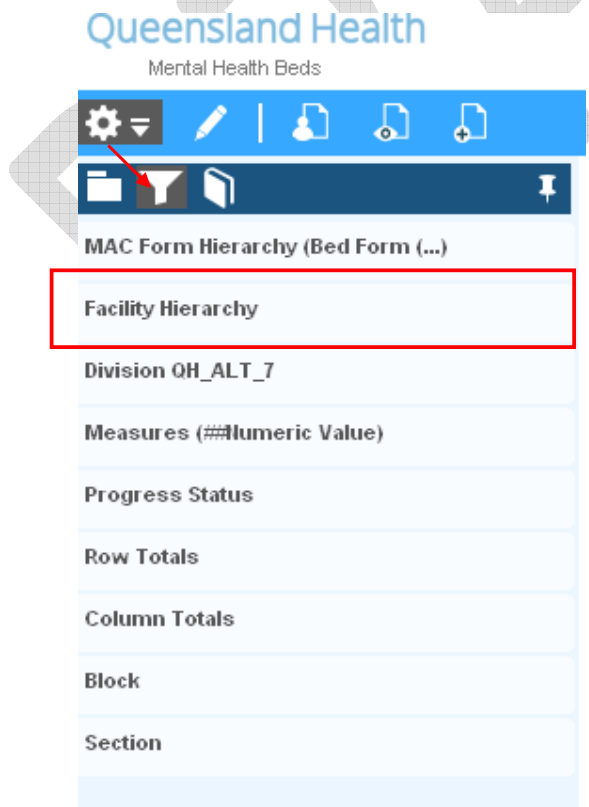 Queensland Health
Mental Health Beds
MAC Form Hierarchy (Bed Form (...)
Facility Hierarchy
Division QH_ALT_7
Measures (##Numeric Value)
Progress Status
Row Totals
Column Totals
Block
Section